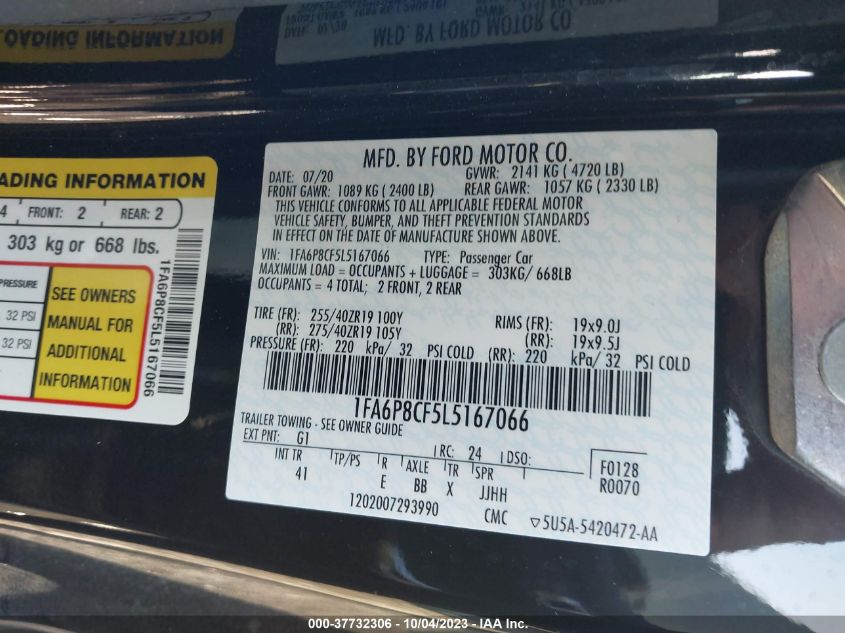 OADING INFORMATION
07/20
MFD. BY FORD MOTOR CO.
ADING INFORMATION
4 FRONT: 2 REAR: 2
303 kg or 668 lbs.
PRESSURE
32 PSI
32 PSI
SEE OWNERS
MANUAL FOR
ADDITIONAL
INFORMATION
1FA6P8CF5L5167066
MFD. BY FORD MOTOR CO.
DATE: 07/20 GVWR: 2141 KG ( 4720 LB)
FRONT GAWR: 1089 KG ( 2400 LB) REAR GAWR: 1057 KG ( 2330 LB)
THIS VEHICLE CONFORMS TO ALL APPLICABLE FEDERAL MOTOR
VEHICLE SAFETY, BUMPER, AND THEFT PREVENTION STANDARDS
IN EFFECT ON THE DATE OF MANUFACTURE SHOWN ABOVE.
VIN: 1FA6P8CF5L5167066 TYPE: Passenger Car
MAXIMUM LOAD = OCCUPANTS + LUGGAGE = 303KG/ 668LB
OCCUPANTS = 4 TOTAL; 2 FRONT, 2 REAR
TIRE (FR): 255/40ZR19 100Y RIMS (FR): 19x9.0J
(RR): 275/40ZR19 105Y (RR): 19x9.5J
PRESSURE (FR): 220 kPa/ 32 PSI COLD (RR): 220 kPa/ 32 PSI COLD
1FA6P8CF5L5167066
TRAILER TOWING - SEE OWNER GUIDE
EXT PNT: G1 RC: 24 DSO:
F0128
R0070
INT TR TP/PS R AXLE TR SPR
41 E BB X JJHH
1202007293990 CMC ▽5U5A-5420472-AA
000-37732306 - 10/04/2023 - IAA Inc.